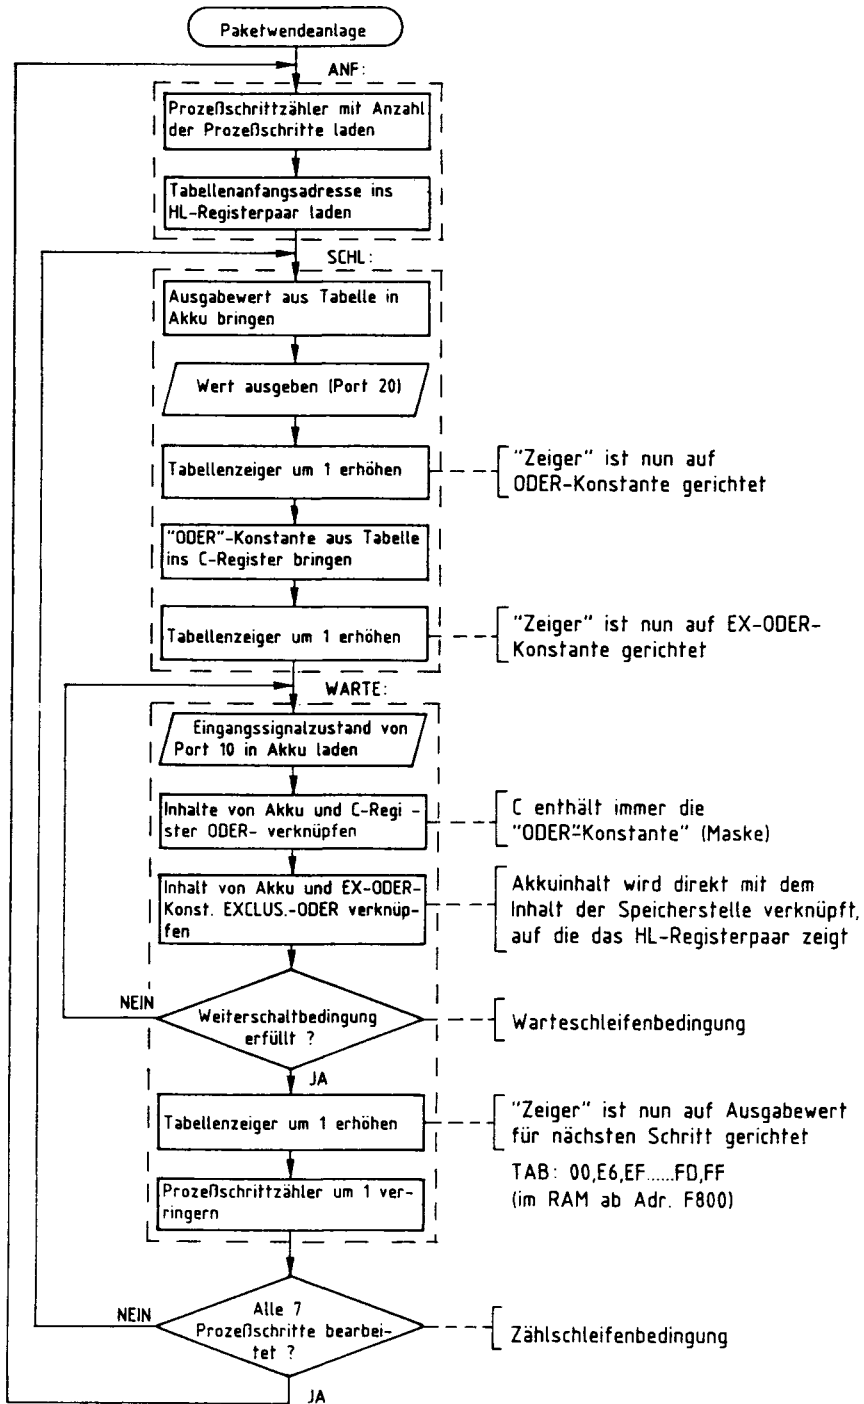 Paketwendeanlage
ANF:
Prozeßschrittzähler mit Anzahl
der Prozeßschritte laden
Tabellenanfangsadresse ins
HL-Registerpaar laden
SCHL:
Ausgabewert aus Tabelle in
Akku bringen
Wert ausgeben (Port 20)
Tabellenzeiger um 1 erhöhen
"Zeiger" ist nun auf
ODER-Konstante gerichtet
"ODER"-Konstante aus Tabelle
ins C-Register bringen
Tabellenzeiger um 1 erhöhen
"Zeiger" ist nun auf EX-ODER-
Konstante gerichtet
WARTE:
Eingangssignalzustand von
Port 10 in Akku laden
Inhalte von Akku und C-Regi-
ster ODER- verknüpfen
C enthält immer die
"ODER"-Konstante" (Maske)
Inhalt von Akku und EX-ODER-
Konst. EXCLUS.-ODER verknüp-
fen
Akkuinhalt wird direkt mit dem
Inhalt der Speicherstelle verknüpft,
auf die das HL-Registerpaar zeigt
NEIN
Weiterschaltbedingung
erfüllt ?
Warteschleifenbedingung
JA
Tabellenzeiger um 1 erhöhen
"Zeiger" ist nun auf Ausgabewert
für nächsten Schritt gerichtet
TAB: 00,E6,EF......FD,FF
(im RAM ab Adr. F800)
Prozeßschrittzähler um 1 ver-
ringern
NEIN
Alle 7
Prozeßschritte bearbei-
tet ?
Zählschleifenbedingung
JA